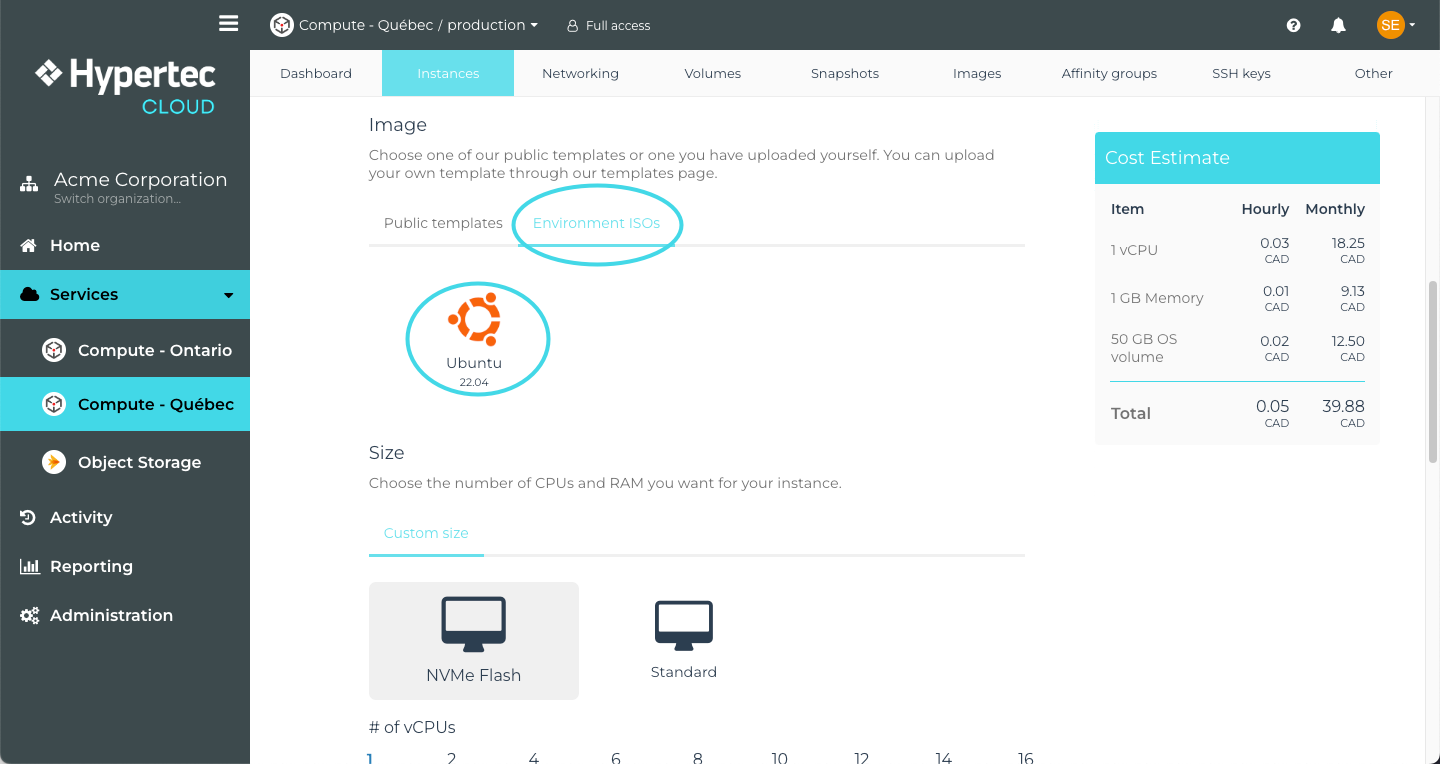 Compute - Québec / production
Full access
SE
Hypertec
CLOUD
Dashboard
Instances
Networking
Volumes
Snapshots
Images
Affinity groups
SSH keys
Other
Acme Corporation
Switch organization...
Home
Services
Compute - Ontario
Compute - Québec
Object Storage
Activity
Reporting
Administration
Image
Choose one of our public templates or one you have uploaded yourself. You can upload
your own template through our templates page.
Public templates
Environment ISOs
Ubuntu
22.04
Size
Choose the number of CPUs and RAM you want for your instance.
Custom size
NVMe Flash
Standard
# of vCPUs
1 2 4 6 8 10 12 14 16
Cost Estimate
Item Hourly Monthly
1 vCPU 0.03 CAD 18.25 CAD
1 GB Memory 0.01 CAD 9.13 CAD
50 GB OS
volume 0.02 CAD 12.50 CAD
Total 0.05 CAD 39.88 CAD